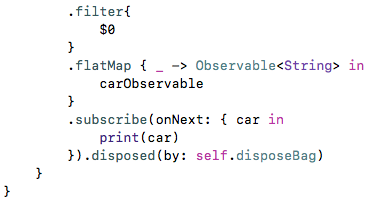 .filter{
$0
}
.flatMap { _ -> Observable<String> in
carObservable
}
.subscribe(onNext: { car in
print(car)
}).disposed(by: self.disposeBag)
}
}